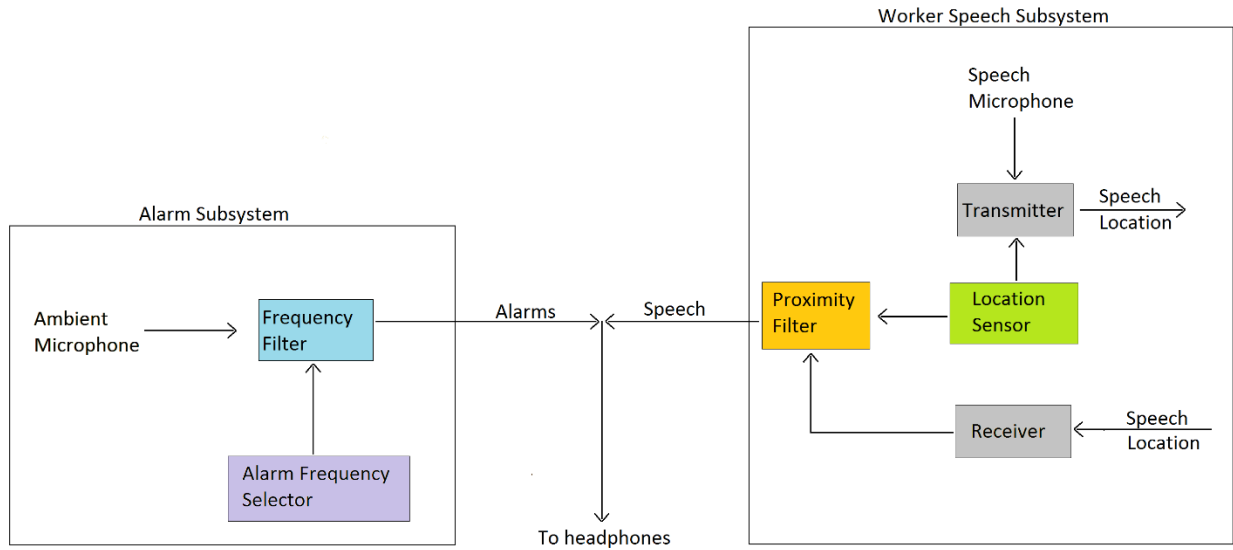 Worker Speech Subsystem
Speech
Microphone
Transmitter
Speech
Location
Alarm Subsystem
Ambient
Microphone
Frequency
Filter
Alarms
Speech
Proximity
Filter
Location
Sensor
Receiver
Speech
Location
Alarm Frequency
Selector
To headphones